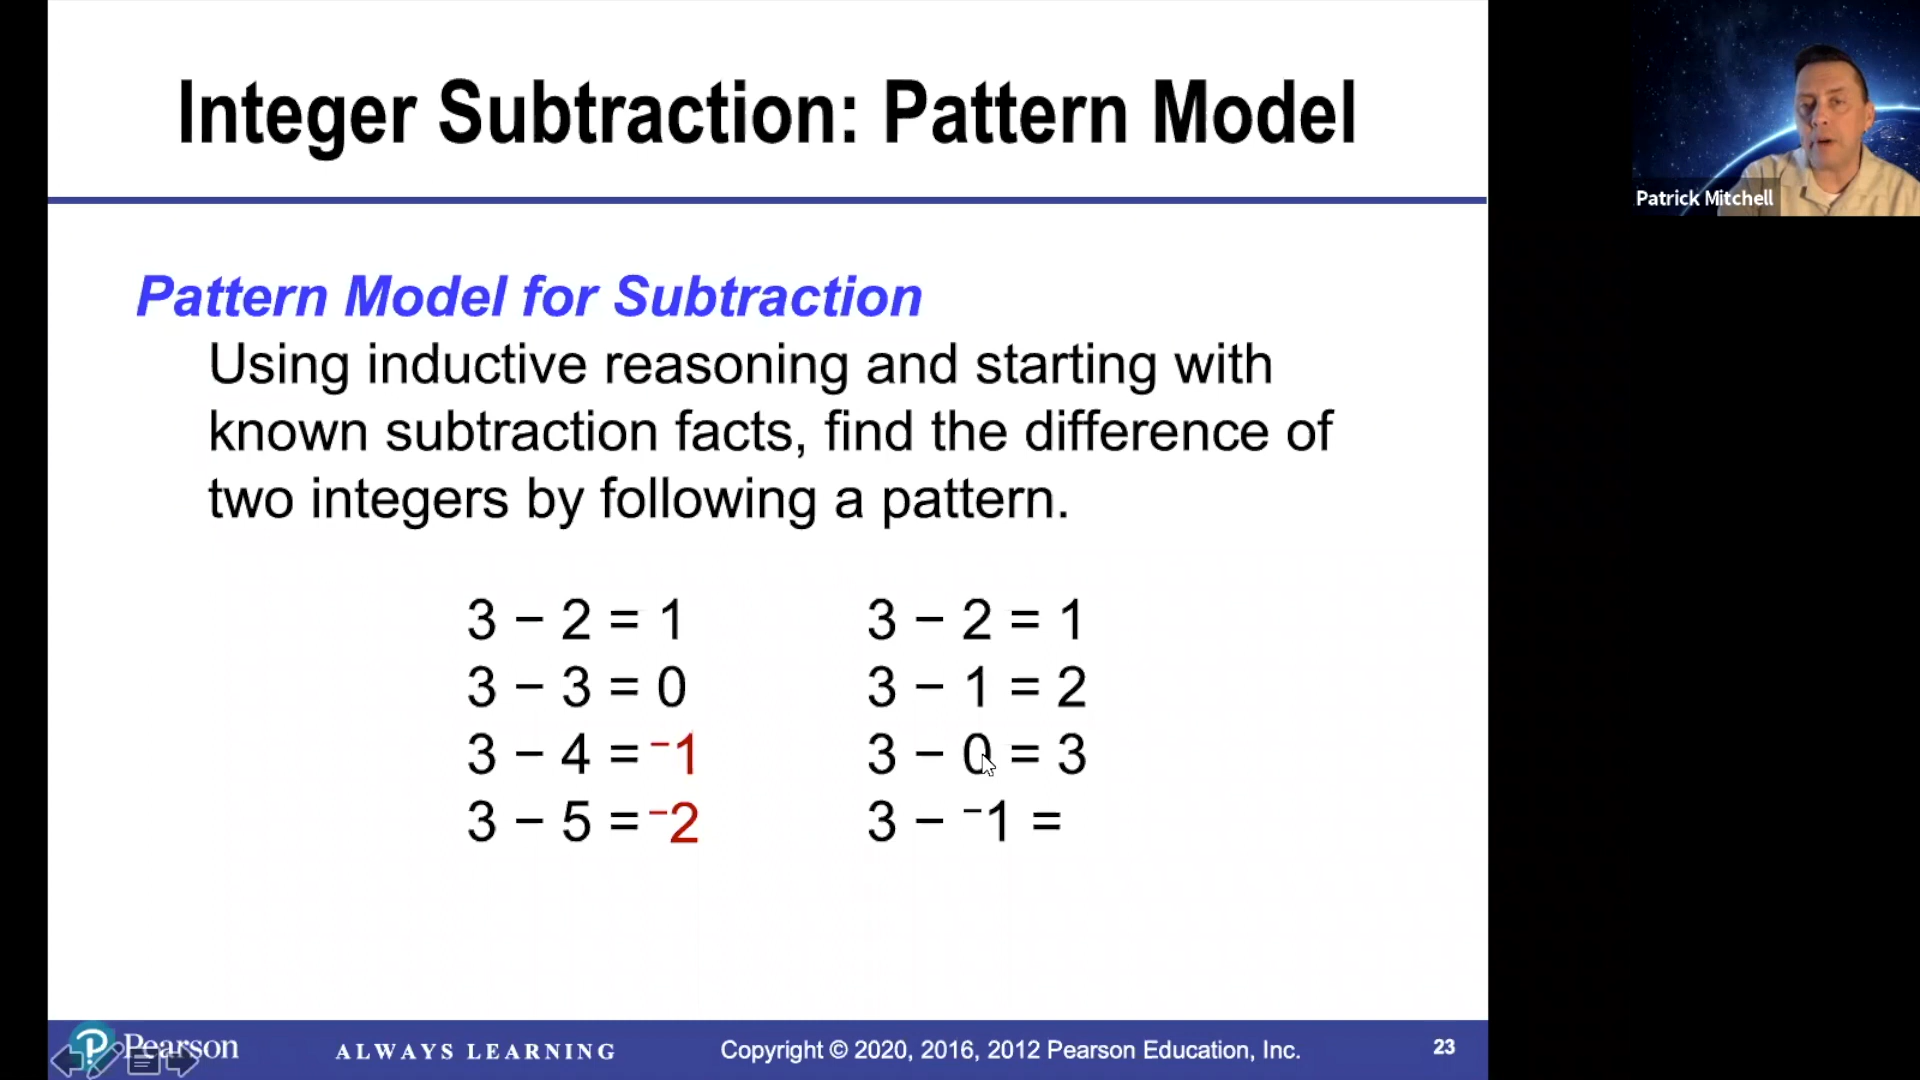 Integer Subtraction: Pattern Model
Patrick Mitchell
Pattern Model for Subtraction
Using inductive reasoning and starting with
known subtraction facts, find the difference of
two integers by following a pattern.
3 − 2 = 1
3 − 3 = 0
3 − 4 = ⁻1
3 − 5 = ⁻2
3 − 2 = 1
3 − 1 = 2
3 − 0 = 3
3 − ⁻1 =
Pearson
ALWAYS LEARNING
Copyright © 2020, 2016, 2012 Pearson Education, Inc.
23